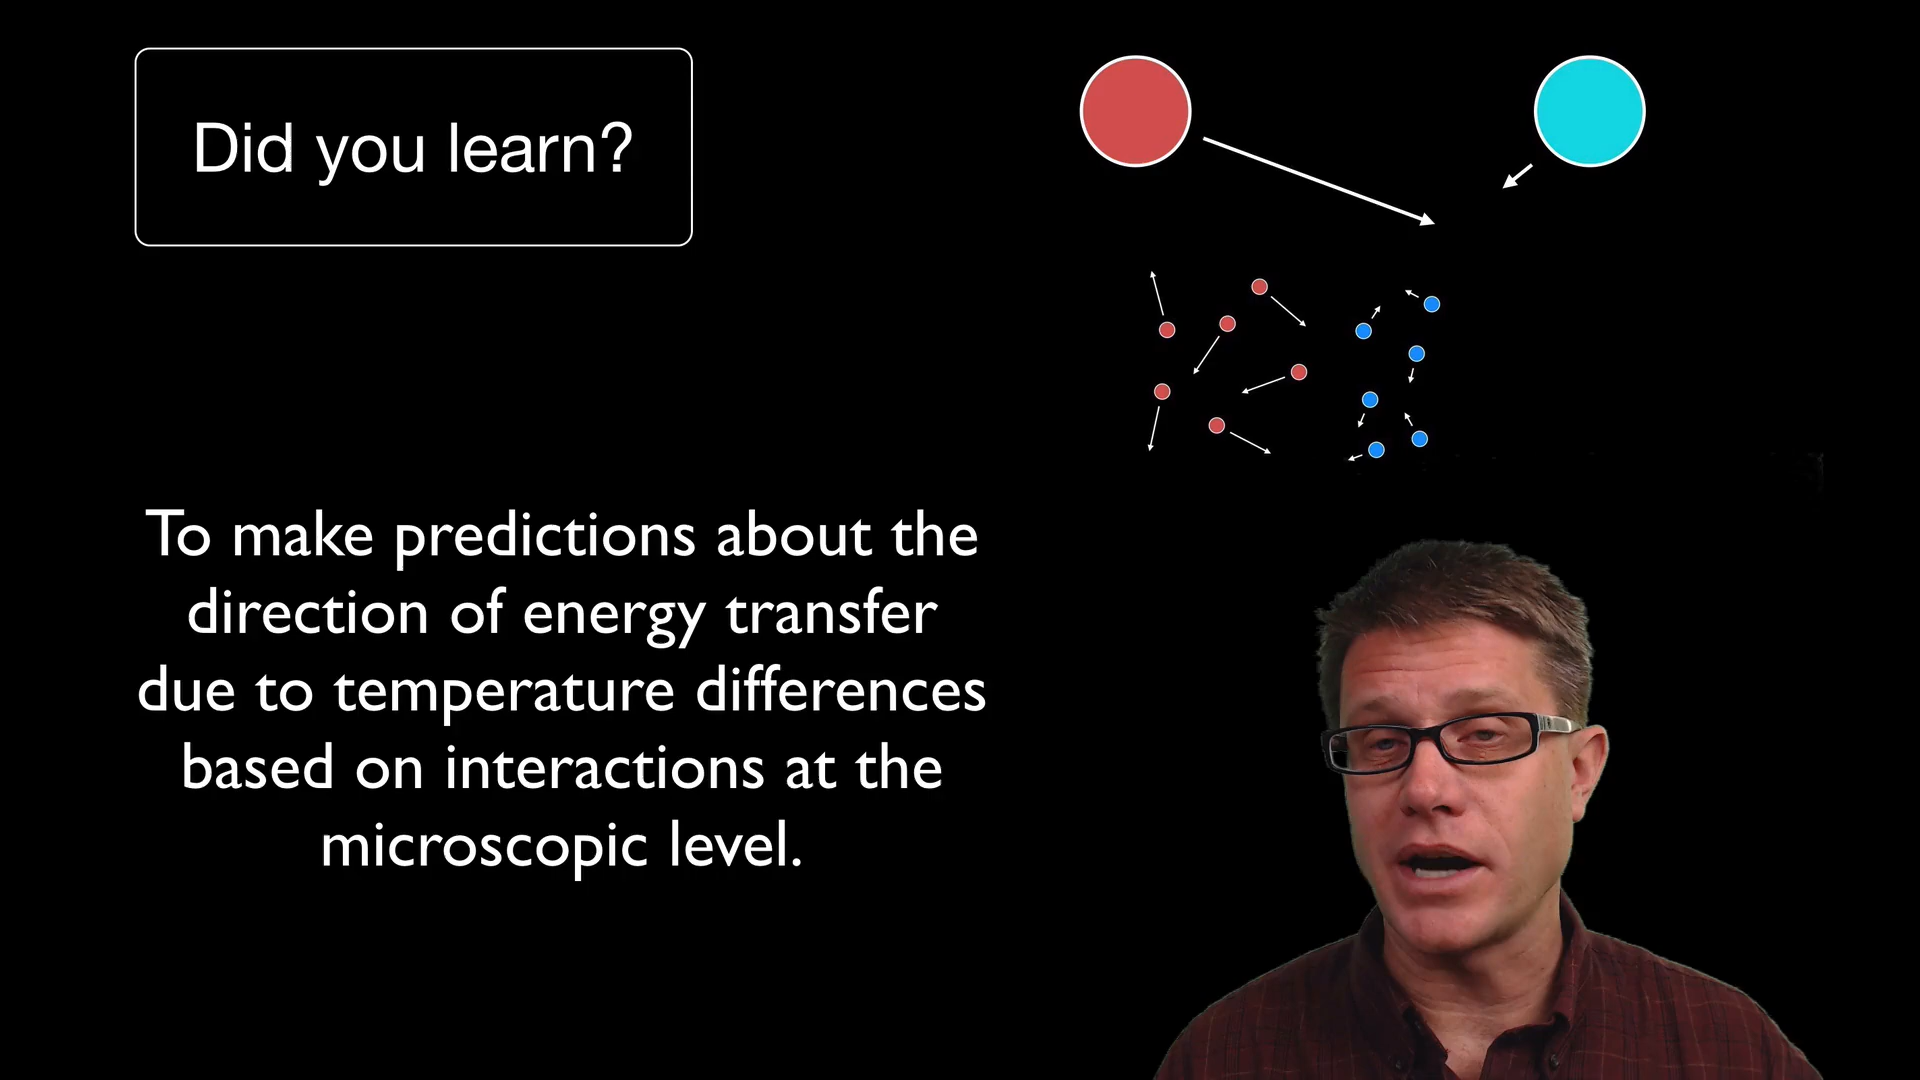 Did you learn?
To make predictions about the
direction of energy transfer
due to temperature differences
based on interactions at the
microscopic level.